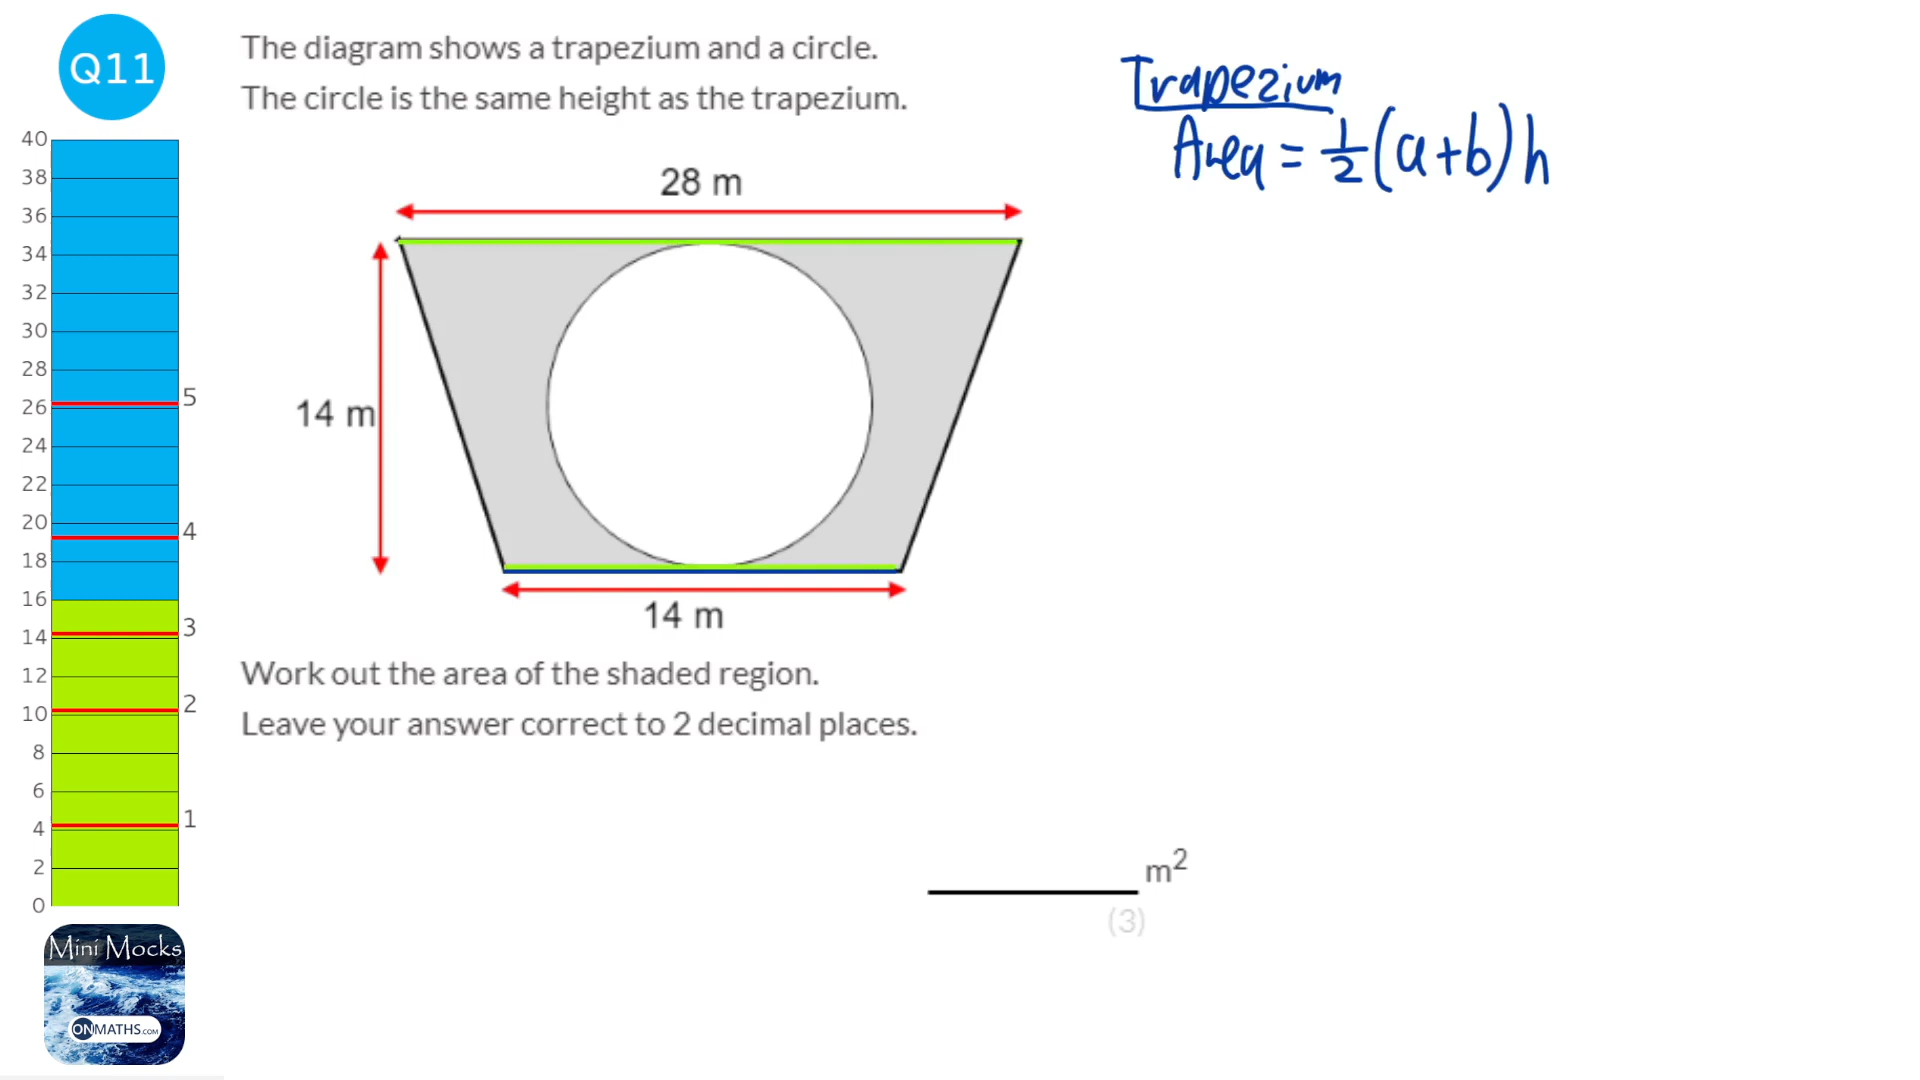 Q11
The diagram shows a trapezium and a circle.
The circle is the same height as the trapezium.
Trapezium
Area = ½(a+b)h
28 m
14 m
14 m
Work out the area of the shaded region.
Leave your answer correct to 2 decimal places.
m²
(3)
40
38
36
34
32
30
28
5
26
24
22
20
4
18
16
3
14
12
2
10
8
6
1
4
2
0
Mini Mocks
ONMATHS.COM